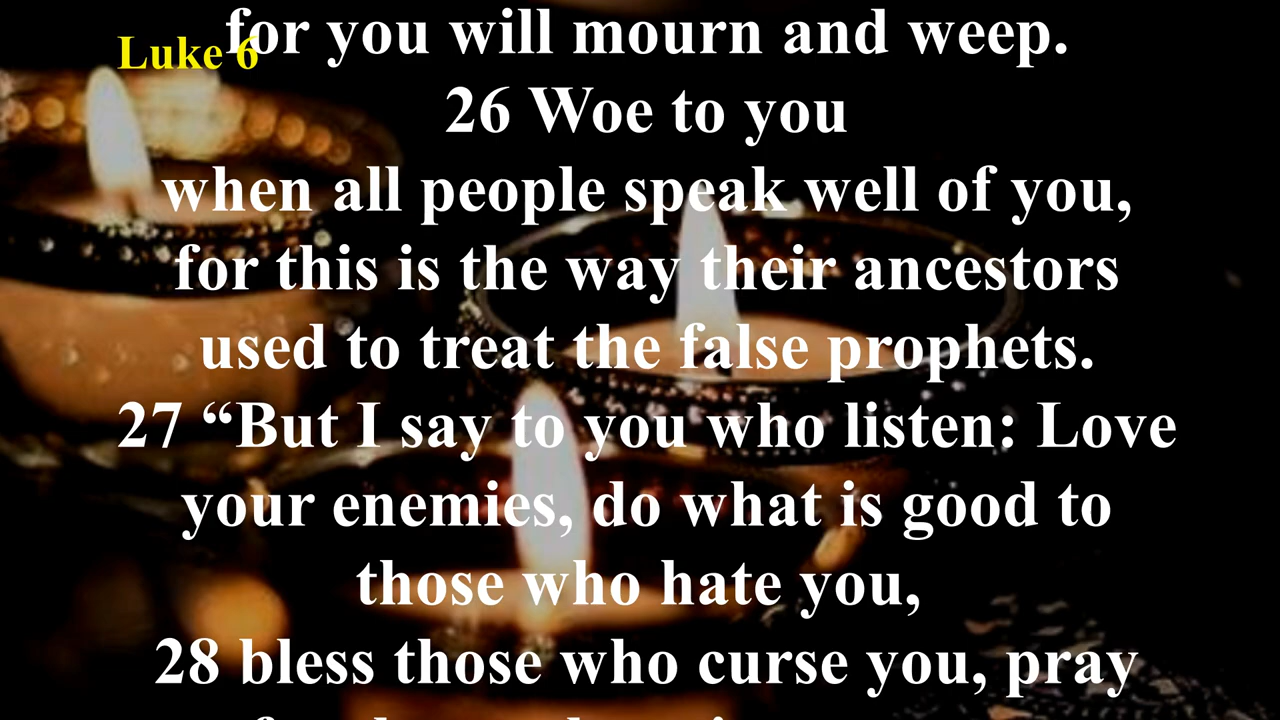 Luke 6
for you will mourn and weep.
26 Woe to you
when all people speak well of you,
for this is the way their ancestors
used to treat the false prophets.
27 “But I say to you who listen: Love
your enemies, do what is good to
those who hate you,
28 bless those who curse you, pray